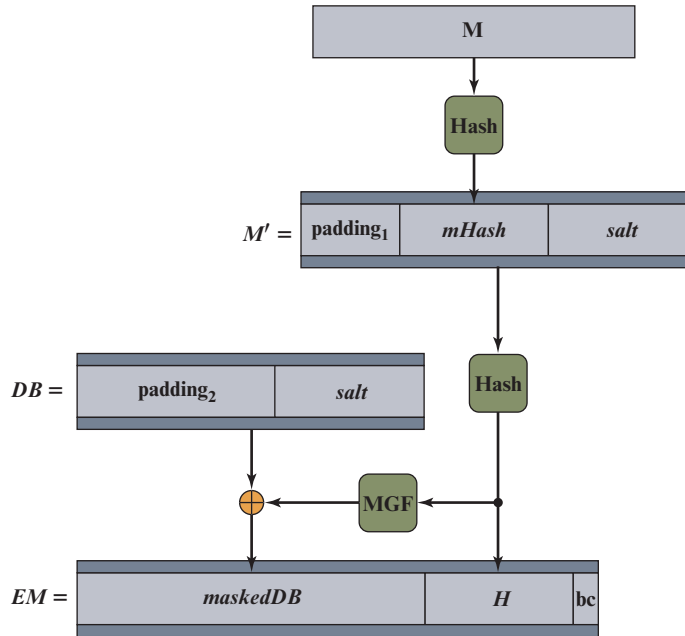 M
Hash
M′ = padding₁ mHash salt
Hash
DB = padding₂ salt
MGF
EM = maskedDB H bc